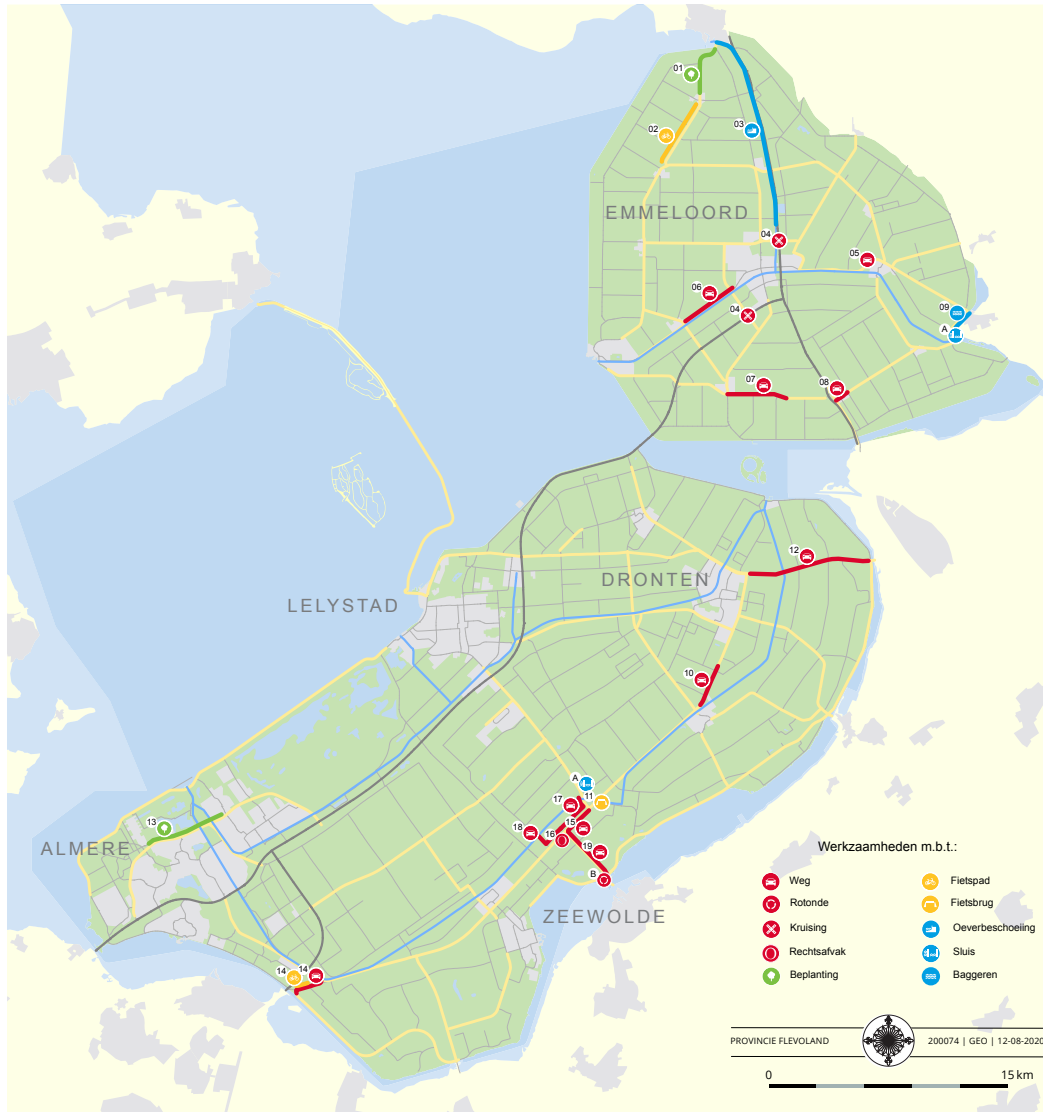 01
02
03
EMMELOORD
04
05
06
04
09
A
07
08
12
DRONTEN
LELYSTAD
10
A
11
17
15
18
16
19
B
13
ALMERE
ZEEWOLDE
14
14
Werkzaamheden m.b.t.:
Weg
Rotonde
Kruising
Rechtsafvak
Beplanting
Fietspad
Fietsbrug
Oeverbeschoeiing
Sluis
Baggeren
PROVINCIE FLEVOLAND
200074 | GEO | 12-08-2020
0
15 km